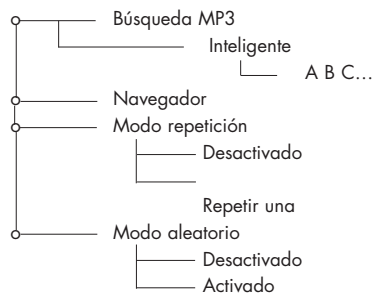 Búsqueda MP3
Inteligente
A B C...
Navegador
Modo repetición
Desactivado
Repetir una
Modo aleatorio
Desactivado
Activado